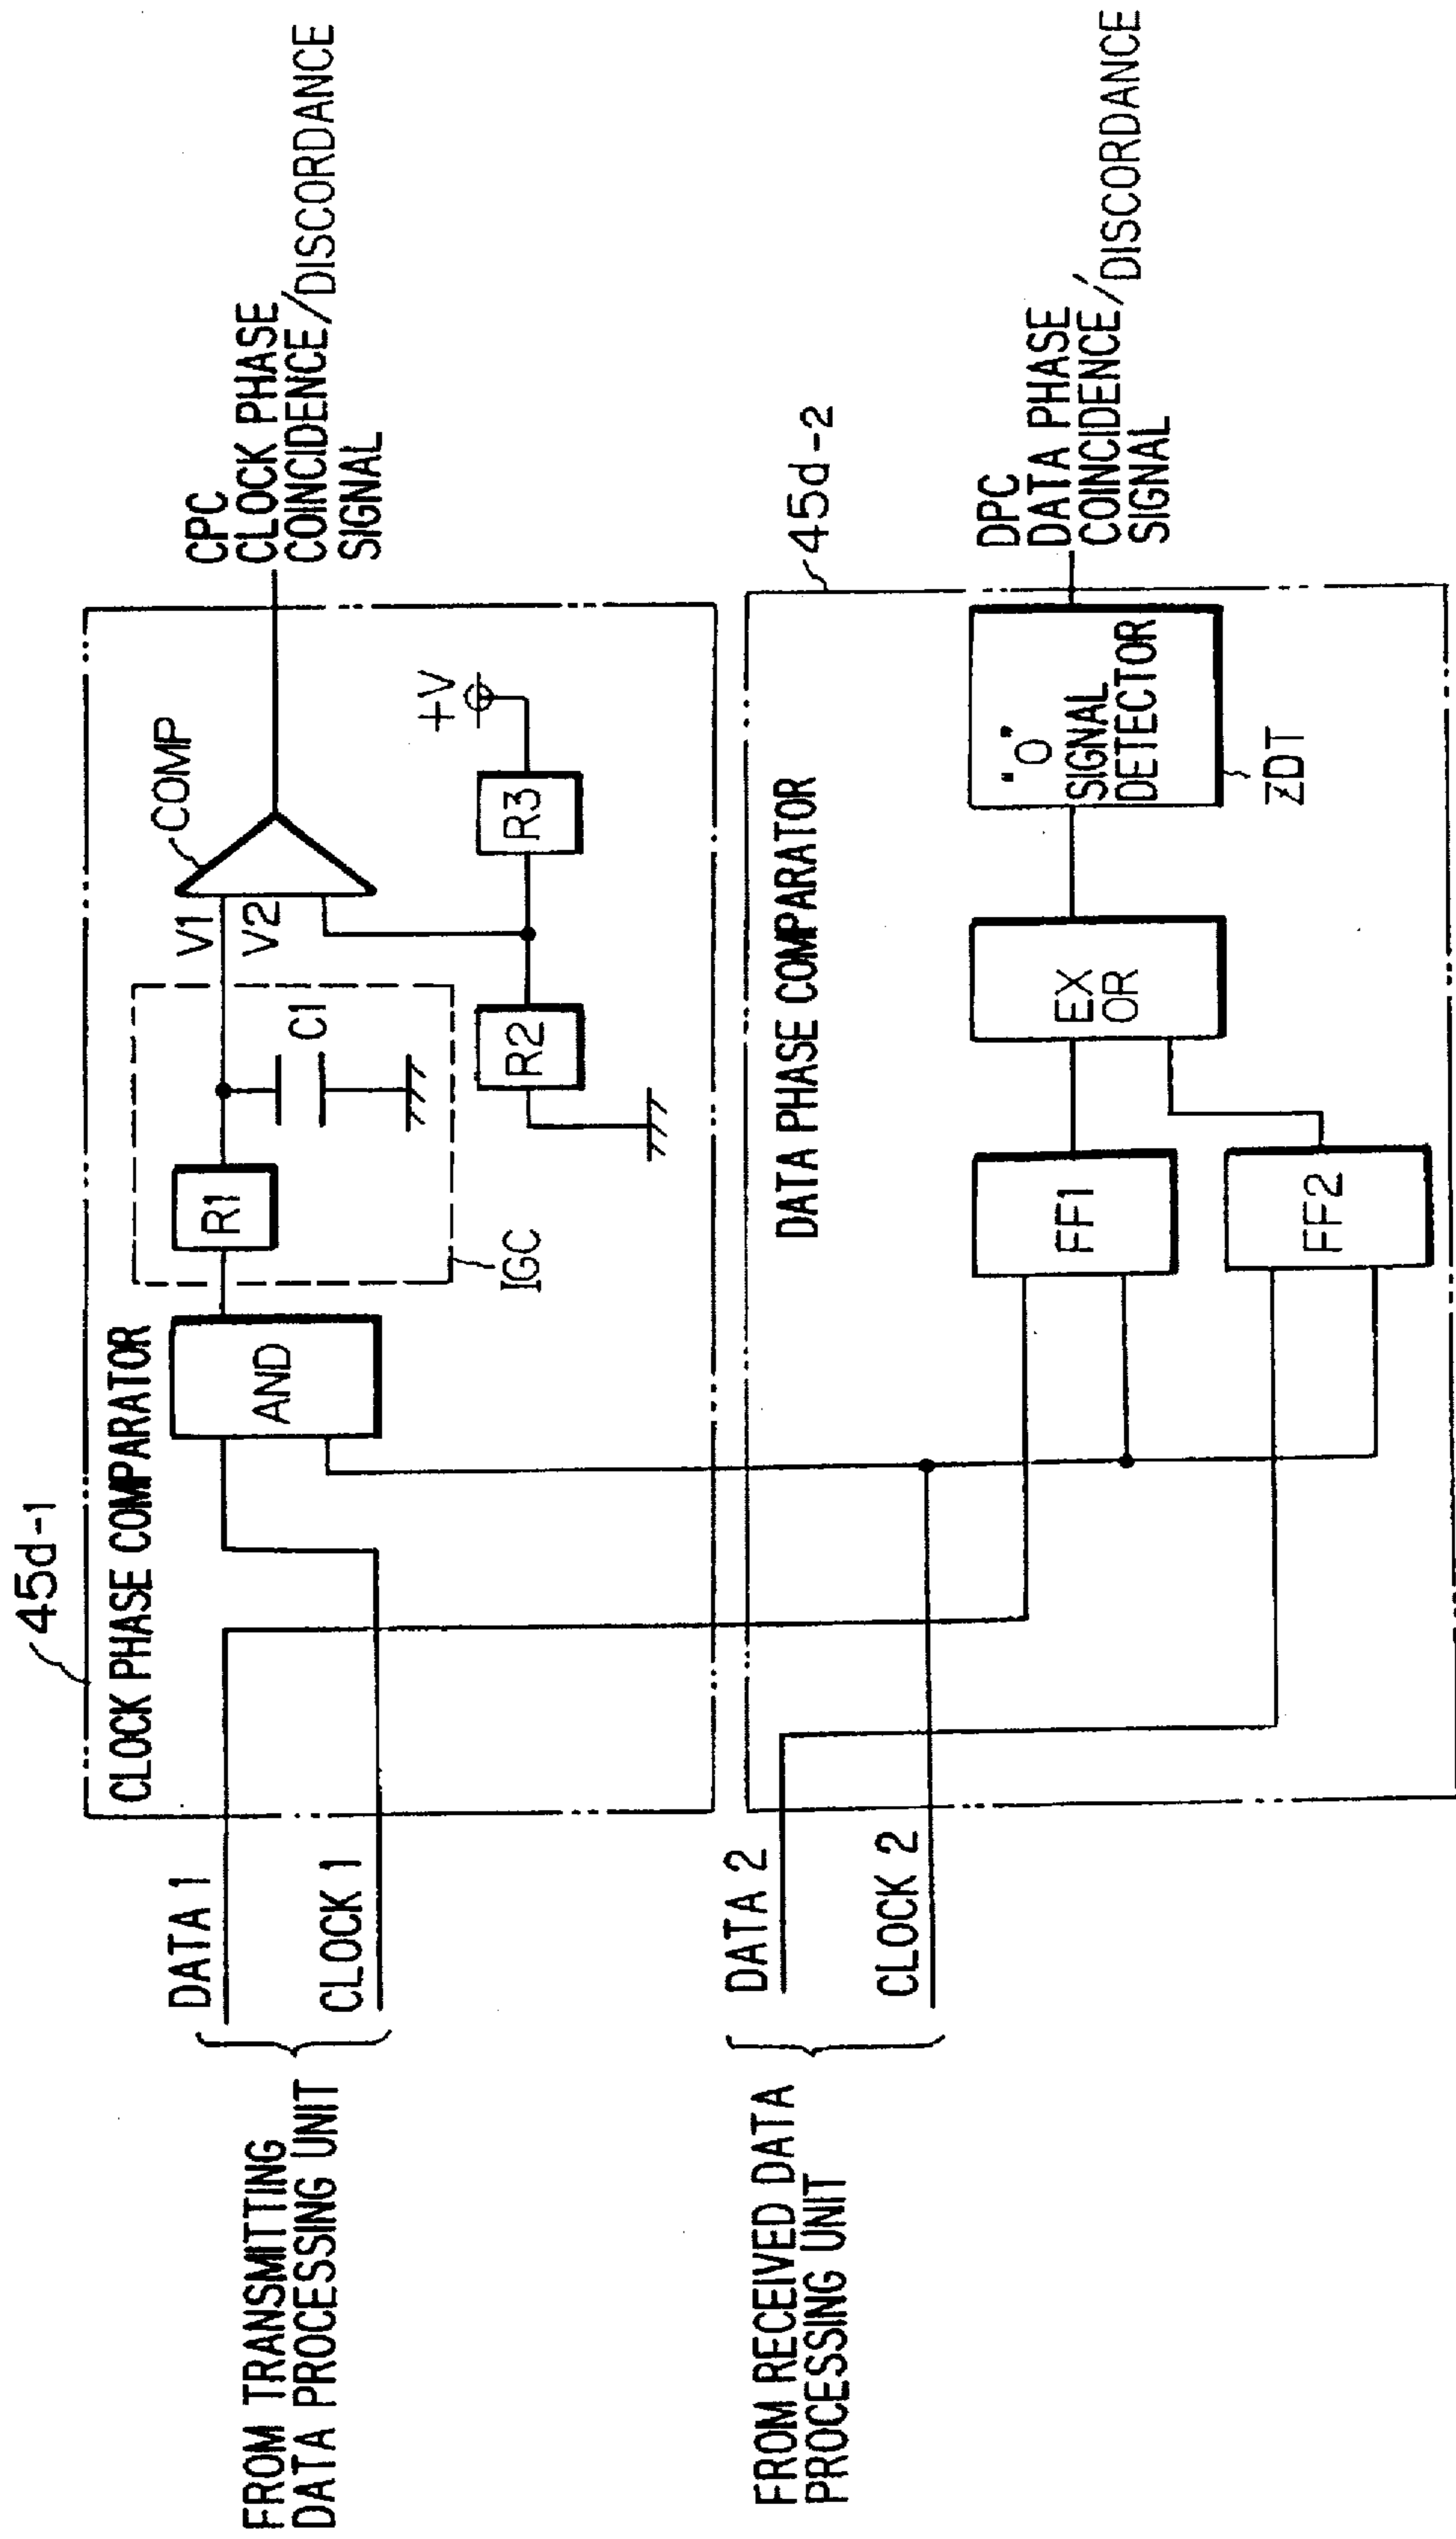 45d-1
CLOCK PHASE COMPARATOR
FROM TRANSMITTING
DATA PROCESSING UNIT
DATA 1
CLOCK 1
AND
R1
C1
IGC
V1
V2
COMP
R2
R3
+V
CPC
CLOCK PHASE
COINCIDENCE/DISCORDANCE
SIGNAL
45d-2
DATA PHASE COMPARATOR
FROM RECEIVED DATA
PROCESSING UNIT
DATA 2
CLOCK 2
FF1
FF2
EX
OR
"0"
SIGNAL
DETECTOR
ZDT
DPC
DATA PHASE
COINCIDENCE/DISCORDANCE
SIGNAL